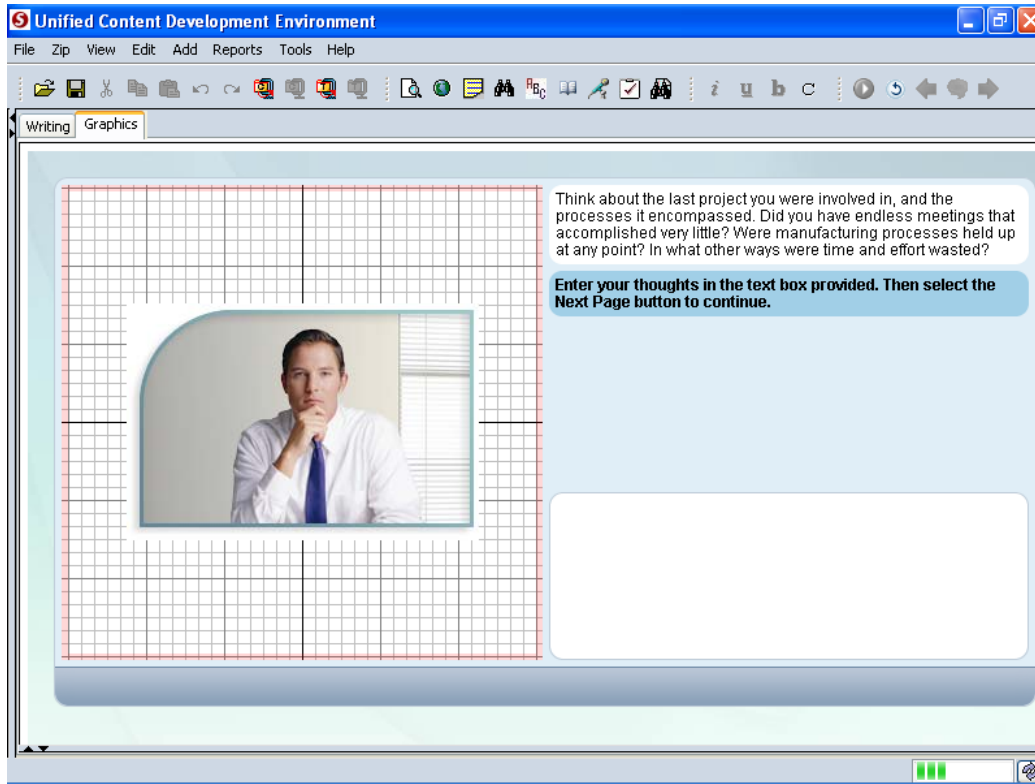 Unified Content Development Environment
File Zip View Edit Add Reports Tools Help
ABC i u b C
Writing Graphics
Think about the last project you were involved in, and the
processes it encompassed. Did you have endless meetings that
accomplished very little? Were manufacturing processes held up
at any point? In what other ways were time and effort wasted?
Enter your thoughts in the text box provided. Then select the
Next Page button to continue.